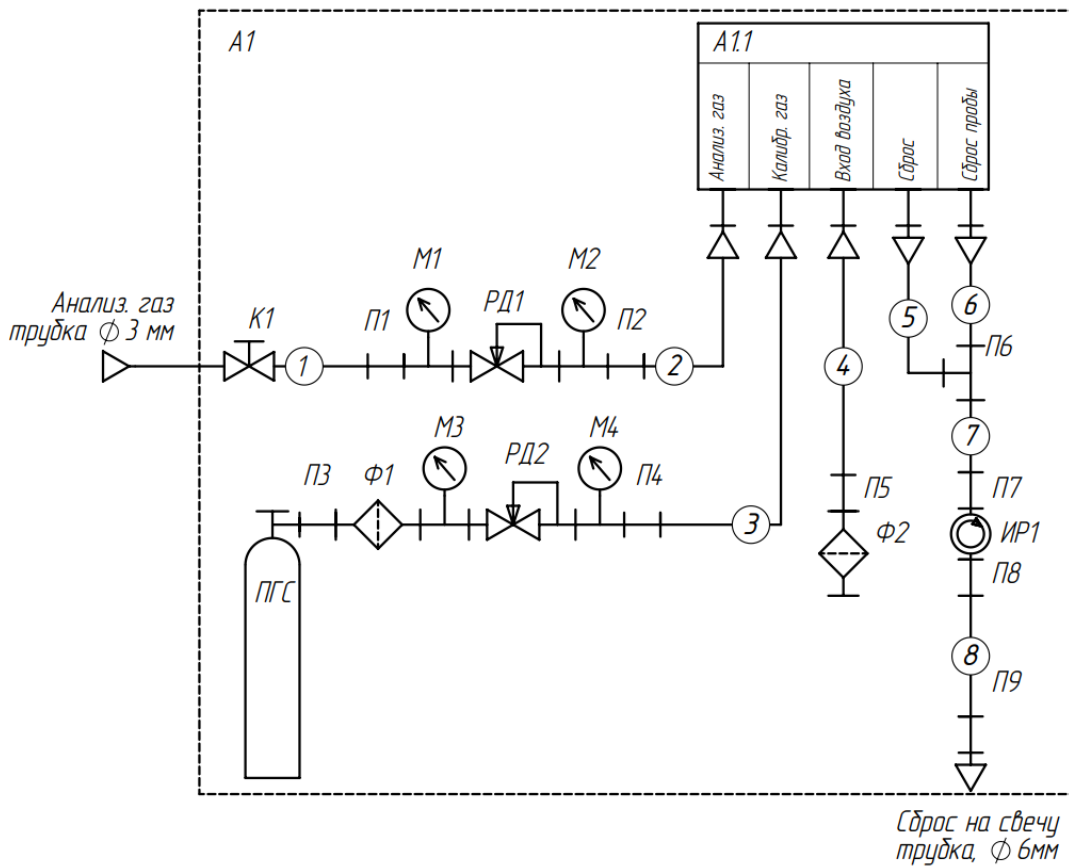 А1
А1.1
Анализ. газ
Калибр. газ
Вход воздуха
Сброс
Сброс пробы
Анализ. газ
трубка ϕ 3 мм
К1
1
П1
М1
РД1
М2
П2
2
4
5
6
П6
7
П7
ИР1
П8
8
П9
П3
Ф1
М3
РД2
М4
П4
3
П5
Ф2
ПГС
Сброс на свечу
трубка, ϕ 6мм